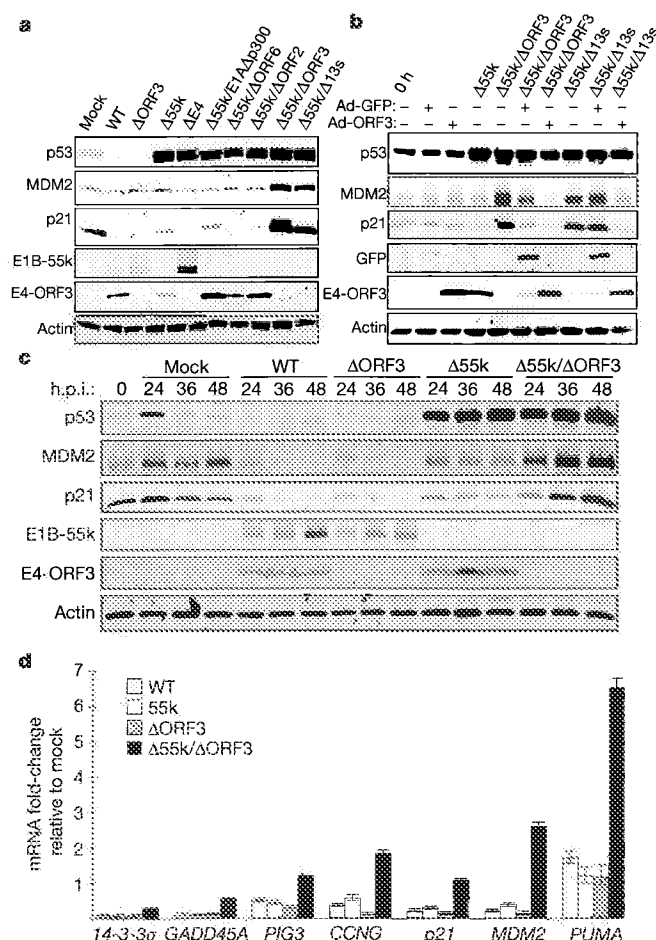 a
Mock
WT
ΔORF3
Δ55k
ΔE4
Δ55k/E1AΔp300
Δ55k/ΔORF6
Δ55k/ΔORF2
Δ55k/ΔORF3
Δ55k/Δ13s
p53
MDM2
p21
E1B-55k
E4-ORF3
Actin
b
0 h
Δ55k
Δ55k/ΔORF3
Δ55k/ΔORF3
Δ55k/ΔORF3
Δ55k/Δ13s
Δ55k/Δ13s
Δ55k/Δ13s
Ad-GFP: – + – – – + – – + –
Ad-ORF3: – – + – – – + – – +
p53
MDM2
p21
GFP
E4-ORF3
Actin
c
Mock WT ΔORF3 Δ55k Δ55k/ΔORF3
h.p.i.: 0 24 36 48 24 36 48 24 36 48 24 36 48 24 36 48
p53
MDM2
p21
E1B-55k
E4-ORF3
Actin
d
mRNA fold-change
relative to mock
7
6
5
4
3
2
1
WT
55k
ΔORF3
Δ55k/ΔORF3
14-3-3σ GADD45A PIG3 CCNG p21 MDM2 PUMA